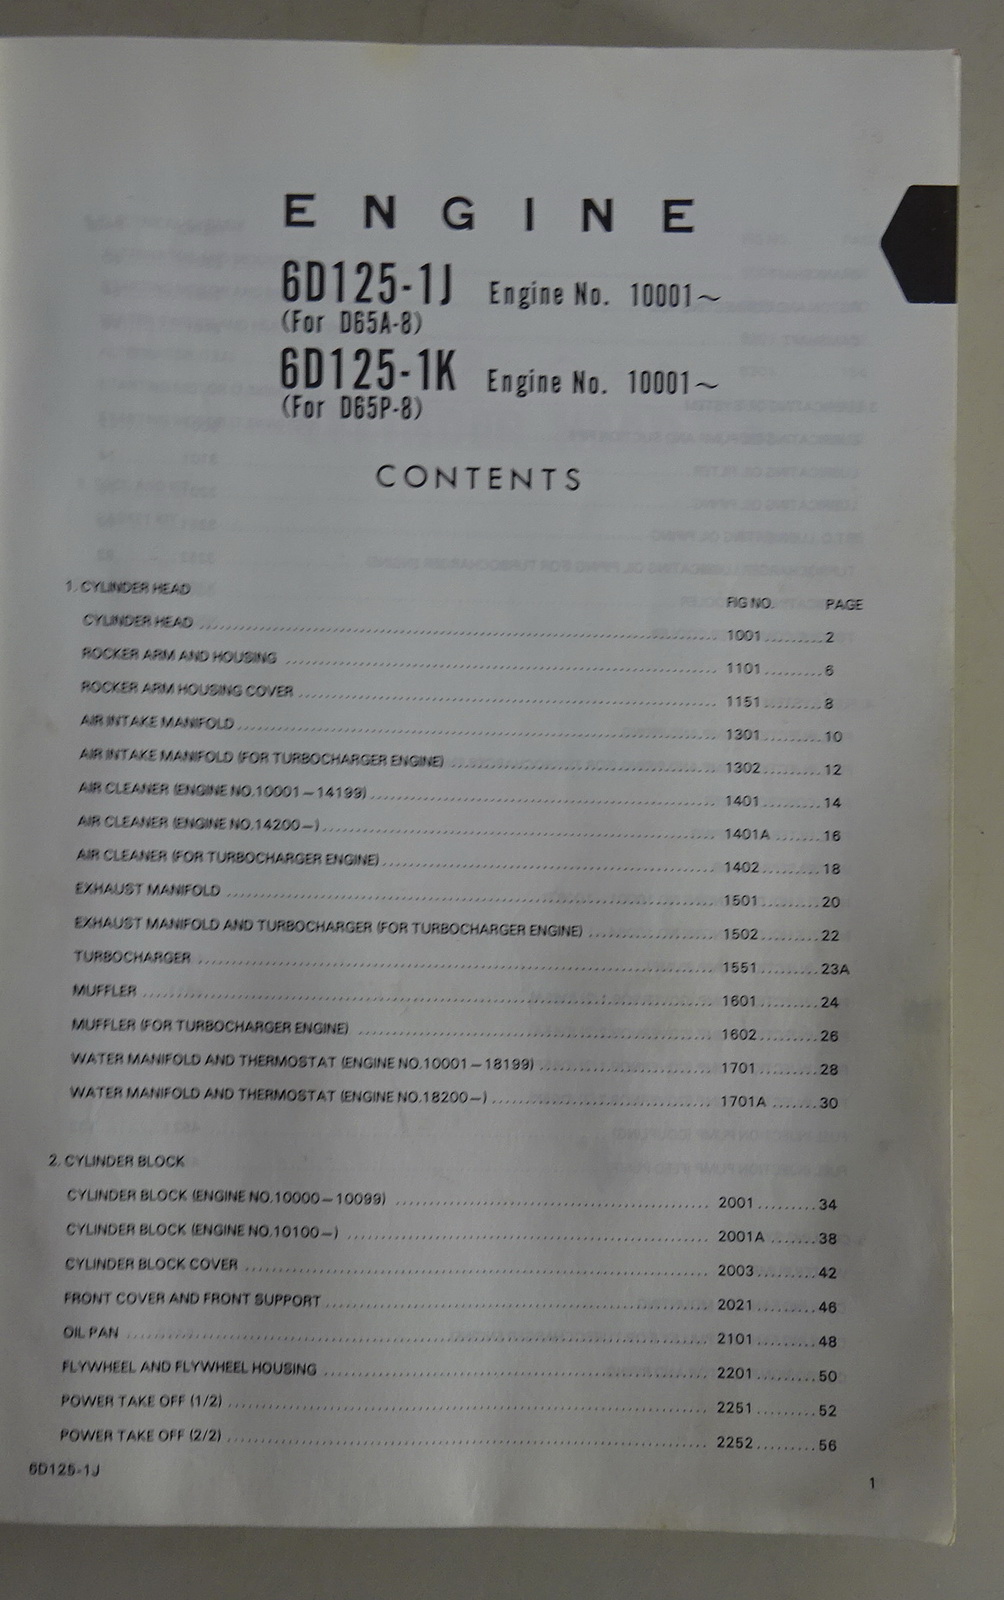 ENGINE
6D125-1J Engine No. 10001～
(For D65A-8)
6D125-1K Engine No. 10001～
(For D65P-8)
CONTENTS
1. CYLINDER HEAD
FIG NO. PAGE
CYLINDER HEAD 1001 2
ROCKER ARM AND HOUSING 1101 6
ROCKER ARM HOUSING COVER 1151 8
AIR INTAKE MANIFOLD 1301 10
AIR INTAKE MANIFOLD (FOR TURBOCHARGER ENGINE) 1302 12
AIR CLEANER (ENGINE NO.10001－14199) 1401 14
AIR CLEANER (ENGINE NO.14200－) 1401A 16
AIR CLEANER (FOR TURBOCHARGER ENGINE) 1402 18
EXHAUST MANIFOLD 1501 20
EXHAUST MANIFOLD AND TURBOCHARGER (FOR TURBOCHARGER ENGINE) 1502 22
TURBOCHARGER 1551 23A
MUFFLER 1601 24
MUFFLER (FOR TURBOCHARGER ENGINE) 1602 26
WATER MANIFOLD AND THERMOSTAT (ENGINE NO.10001－18199) 1701 28
WATER MANIFOLD AND THERMOSTAT (ENGINE NO.18200－) 1701A 30
2. CYLINDER BLOCK
CYLINDER BLOCK (ENGINE NO.10000－10099) 2001 34
CYLINDER BLOCK (ENGINE NO.10100－) 2001A 38
CYLINDER BLOCK COVER 2003 42
FRONT COVER AND FRONT SUPPORT 2021 46
OIL PAN 2101 48
FLYWHEEL AND FLYWHEEL HOUSING 2201 50
POWER TAKE OFF (1/2) 2251 52
POWER TAKE OFF (2/2) 2252 56
6D125-1J
1